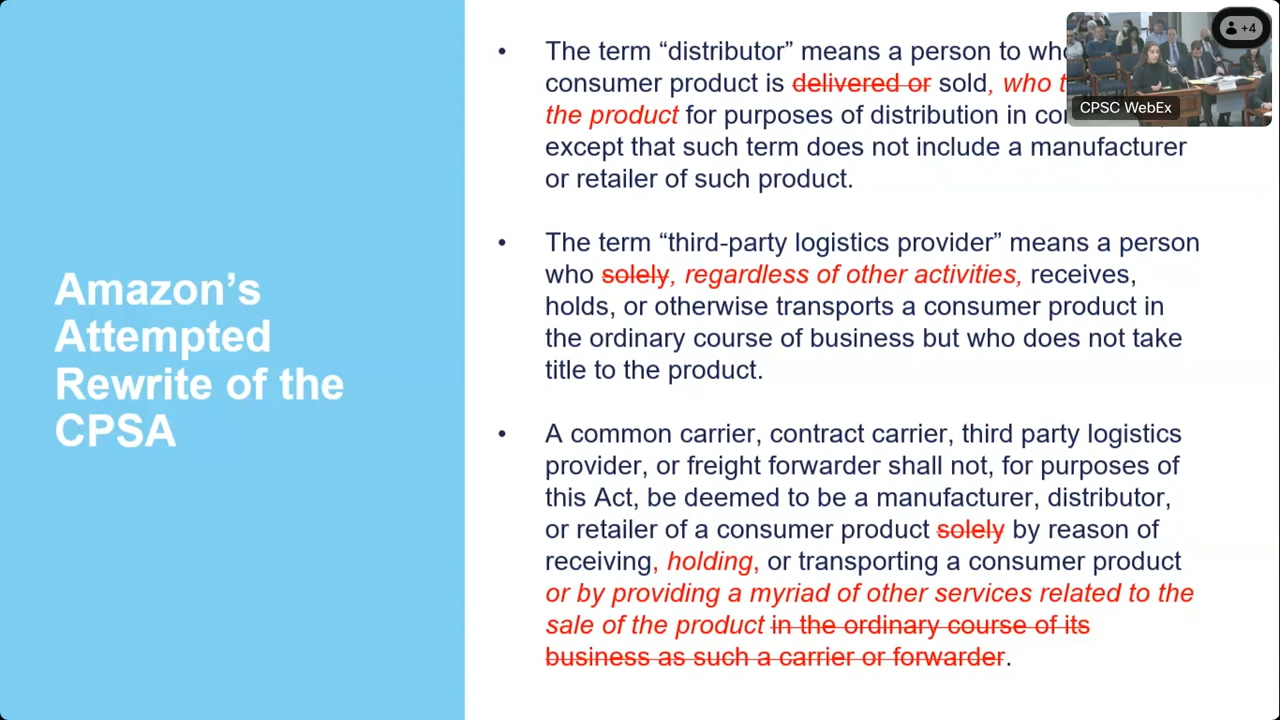 Amazon's
Attempted
Rewrite of the
CPSA
• The term “distributor” means a person to
consumer product is delivered or sold, who
the product for purposes of distribution in
except that such term does not include a manufacturer
or retailer of such product.
• The term “third-party logistics provider” means a person
who solely, regardless of other activities, receives,
holds, or otherwise transports a consumer product in
the ordinary course of business but who does not take
title to the product.
• A common carrier, contract carrier, third party logistics
provider, or freight forwarder shall not, for purposes of
this Act, be deemed to be a manufacturer, distributor,
or retailer of a consumer product solely by reason of
receiving, holding, or transporting a consumer product
or by providing a myriad of other services related to the
sale of the product in the ordinary course of its
business as such a carrier or forwarder.
+4
CPSC WebEx